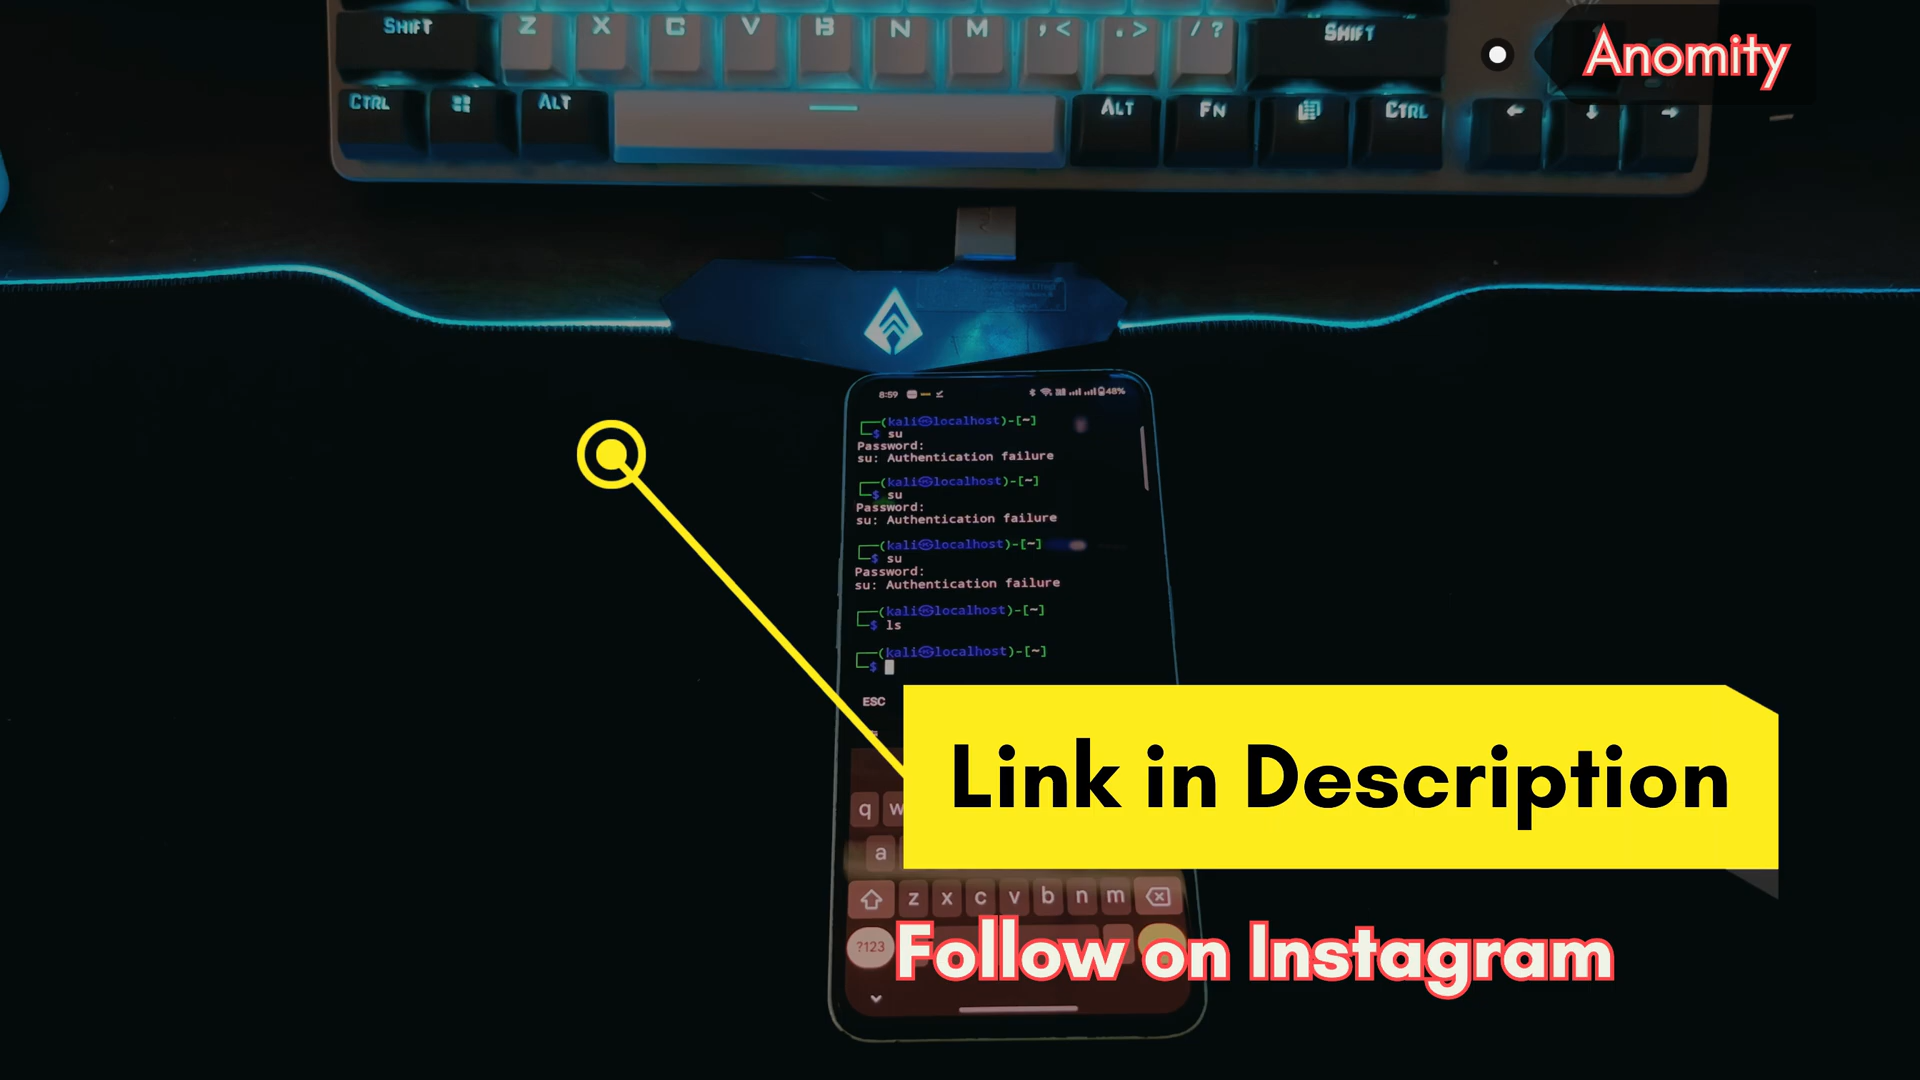 SHIFT Z X C V B N M , < . > / ? SHIFT
Anomity
CTRL ALT ALT FN CTRL
8:59 48%
(kali㉿localhost)-[~]
$ su
Password:
su: Authentication failure
(kali㉿localhost)-[~]
$ su
Password:
su: Authentication failure
(kali㉿localhost)-[~]
$ su
Password:
su: Authentication failure
(kali㉿localhost)-[~]
$ ls
(kali㉿localhost)-[~]
$
ESC
Link in Description
q w
a
z x c v b n m
?123
Follow on Instagram